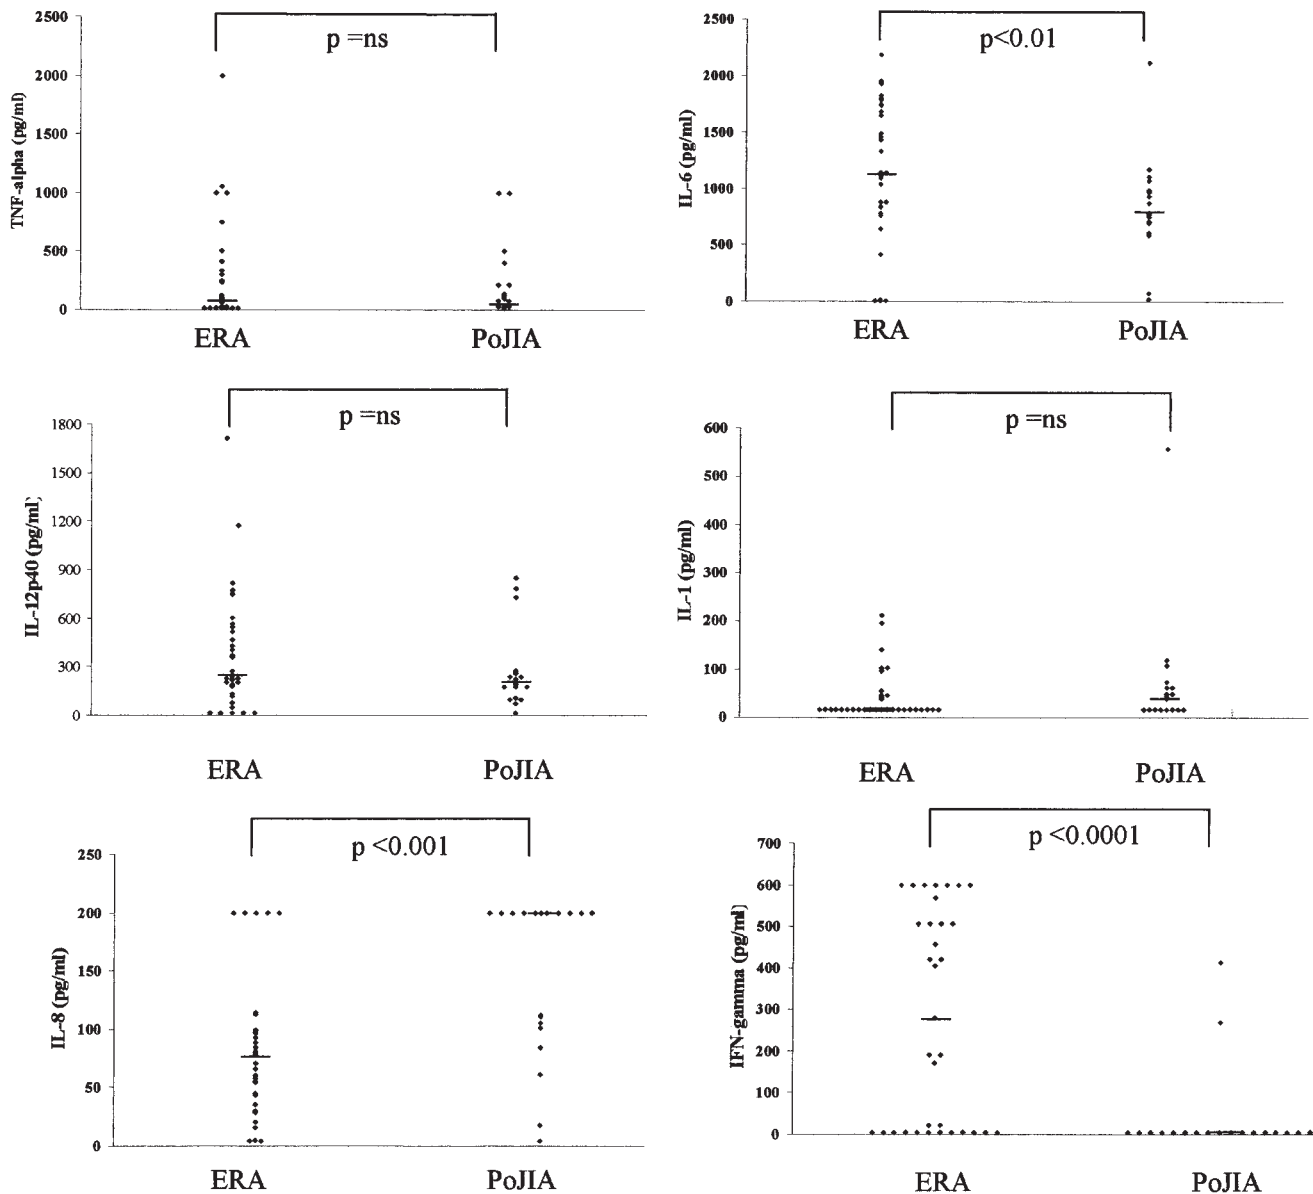 2500
2000
1500
1000
500
0
TNF-alpha (pg/ml)
p =ns
ERA
PoJIA
2500
2000
1500
1000
500
0
IL-6 (pg/ml)
p<0.01
ERA
PoJIA
1800
1500
1200
900
600
300
0
IL-12p40 (pg/ml)
p =ns
ERA
PoJIA
600
500
400
300
200
100
0
IL-1 (pg/ml)
p =ns
ERA
PoJIA
250
200
150
100
50
0
IL-8 (pg/ml)
p <0.001
ERA
PoJIA
700
600
500
400
300
200
100
0
IFN-gamma (pg/ml)
p <0.0001
ERA
PoJIA